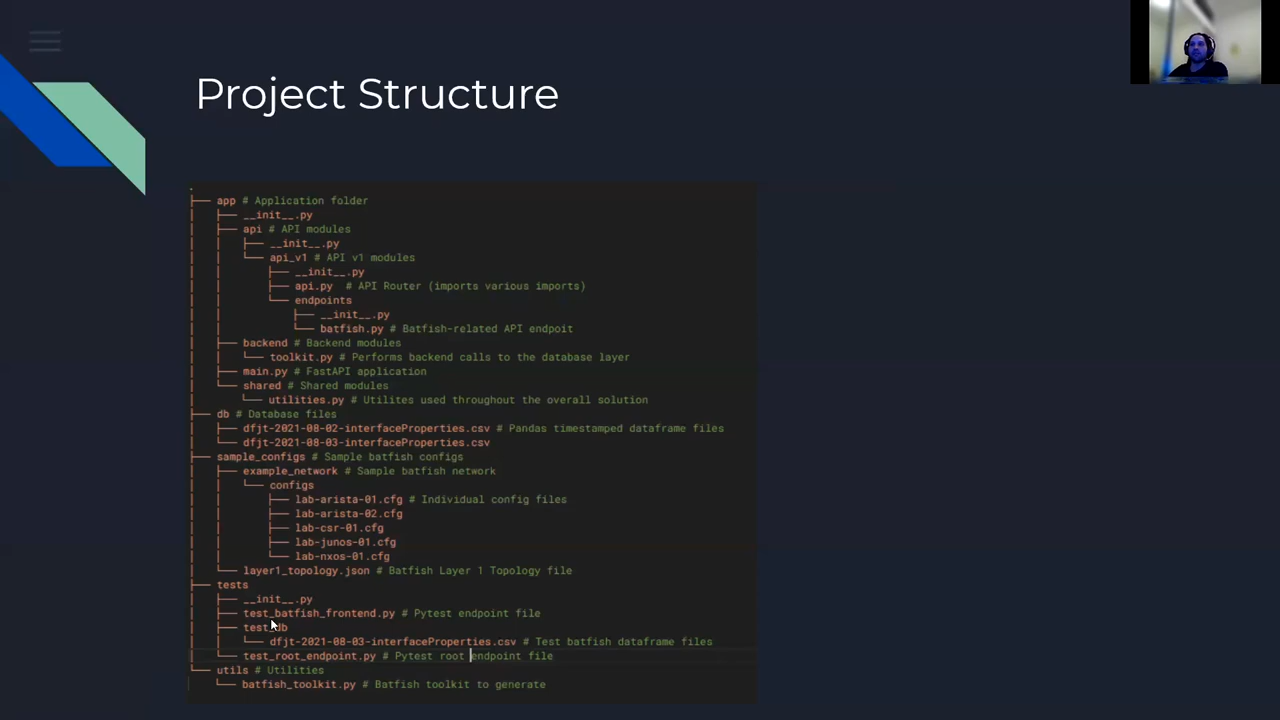 Project Structure
.
├── app # Application folder
│   ├── __init__.py
│   ├── api # API modules
│   │   ├── __init__.py
│   │   └── api_v1 # API v1 modules
│   │       ├── __init__.py
│   │       ├── api.py  # API Router (imports various imports)
│   │       └── endpoints
│   │           ├── __init__.py
│   │           └── batfish.py # Batfish-related API endpoit
│   ├── backend # Backend modules
│   │   └── toolkit.py # Performs backend calls to the database layer
│   ├── main.py # FastAPI application
│   └── shared # Shared modules
│       └── utilities.py # Utilites used throughout the overall solution
├── db # Database files
│   ├── dfjt-2021-08-02-interfaceProperties.csv # Pandas timestamped dataframe files
│   └── dfjt-2021-08-03-interfaceProperties.csv
├── sample_configs # Sample batfish configs
│   ├── example_network # Sample batfish network
│   │   └── configs
│   │       ├── lab-arista-01.cfg # Individual config files
│   │       ├── lab-arista-02.cfg
│   │       ├── lab-csr-01.cfg
│   │       ├── lab-junos-01.cfg
│   │       └── lab-nxos-01.cfg
│   └── layer1_topology.json # Batfish Layer 1 Topology file
├── tests
│   ├── __init__.py
│   ├── test_batfish_frontend.py # Pytest endpoint file
│   ├── test_db
│   │   └── dfjt-2021-08-03-interfaceProperties.csv # Test batfish dataframe files
│   └── test_root_endpoint.py # Pytest root endpoint file
└── utils # Utilities
    └── batfish_toolkit.py # Batfish toolkit to generate